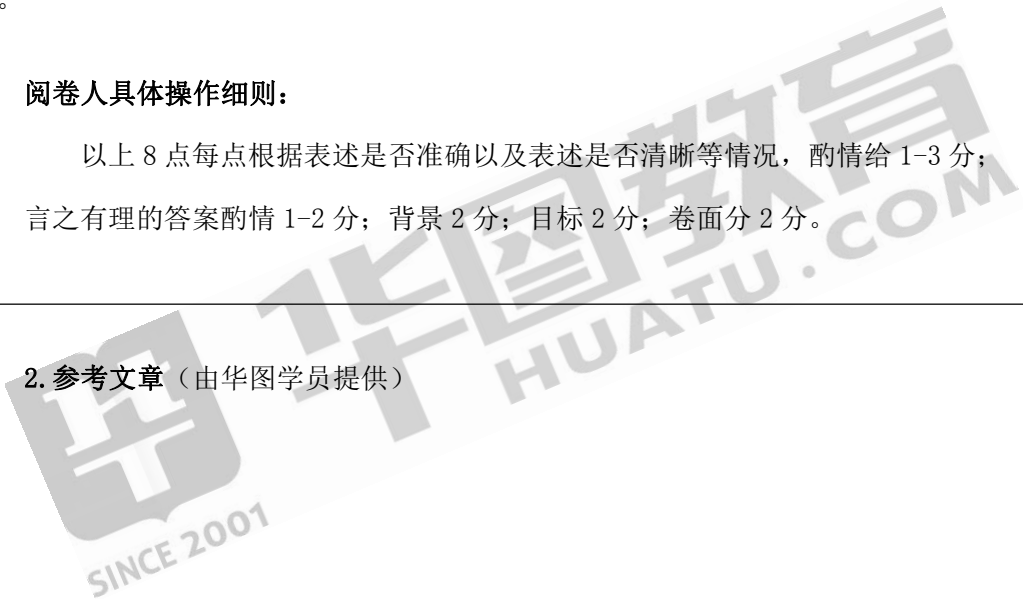 。
阅卷人具体操作细则：
以上 8 点每点根据表述是否准确以及表述是否清晰等情况，酌情给 1-3 分；
言之有理的答案酌情 1-2 分；背景 2 分；目标 2 分；卷面分 2 分。
华图教育
HUATU.COM
2.参考文章（由华图学员提供）
SINCE 2001